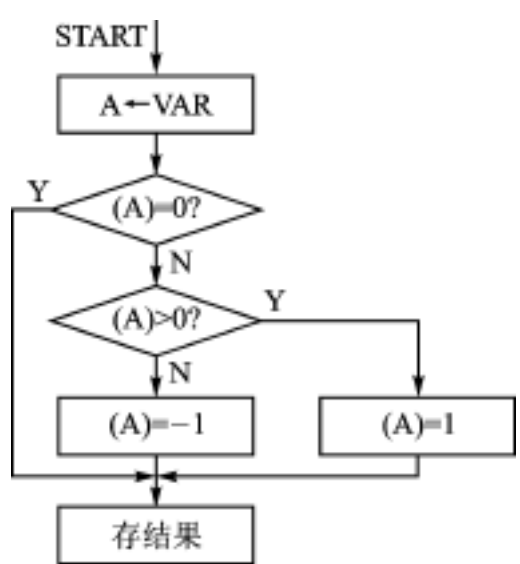 START
A←VAR
Y
(A)=0?
N
(A)>0?
Y
N
(A)=−1
(A)=1
存结果